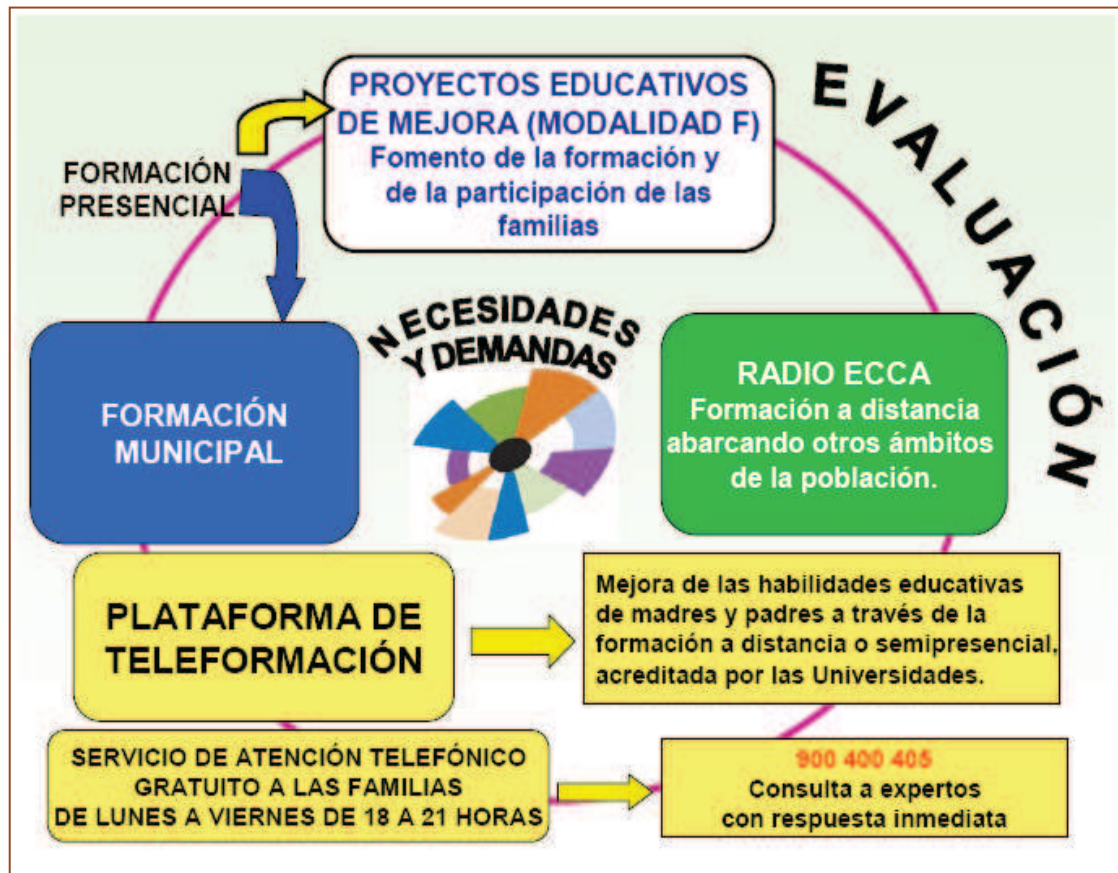 PROYECTOS EDUCATIVOS
DE MEJORA (MODALIDAD F)
Fomento de la formación y
de la participación de las
familias
EVALUACIÓN
FORMACIÓN
PRESENCIAL
NECESIDADES
Y DEMANDAS
FORMACIÓN
MUNICIPAL
RADIO ECCA
Formación a distancia
abarcando otros ámbitos
de la población.
PLATAFORMA DE
TELEFORMACIÓN
Mejora de las habilidades educativas
de madres y padres a través de la
formación a distancia o semipresencial,
acreditada por las Universidades.
SERVICIO DE ATENCIÓN TELEFÓNICO
GRATUITO A LAS FAMILIAS
DE LUNES A VIERNES DE 18 A 21 HORAS
900 400 405
Consulta a expertos
con respuesta inmediata